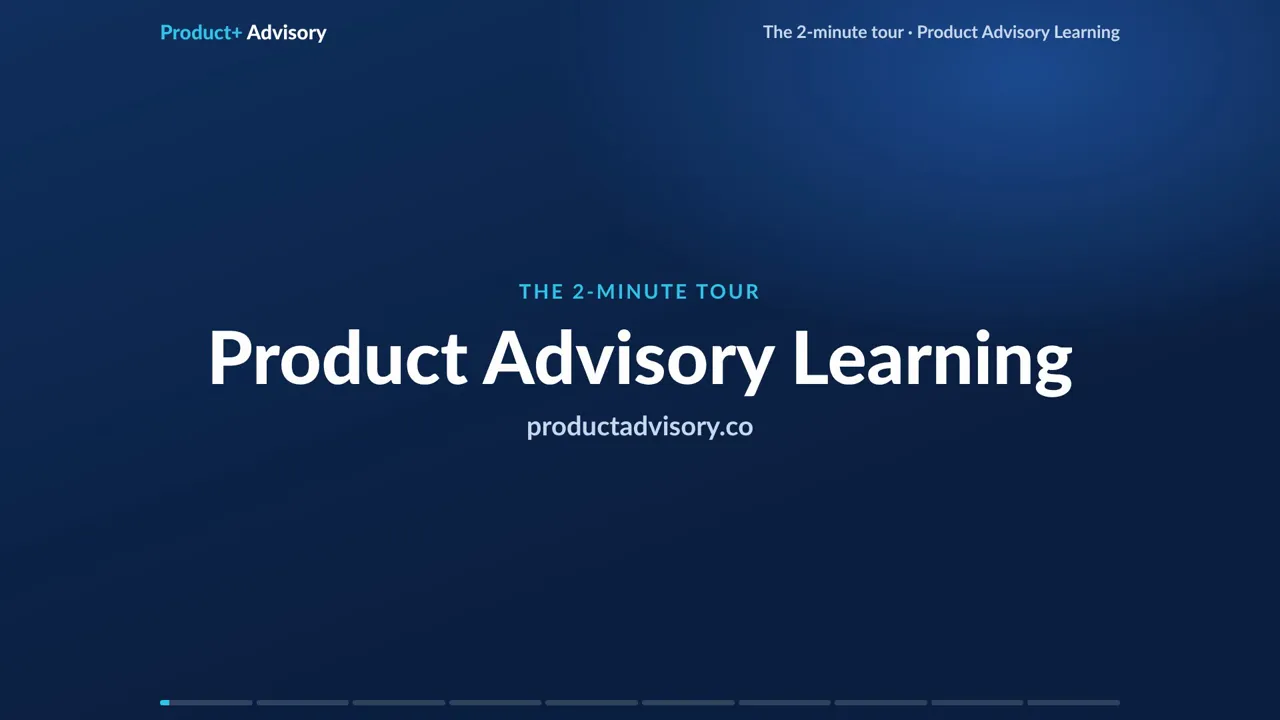 Product+ Advisory
The 2-minute tour · Product Advisory Learning
THE 2-MINUTE TOUR
Product Advisory Learning
productadvisory.co